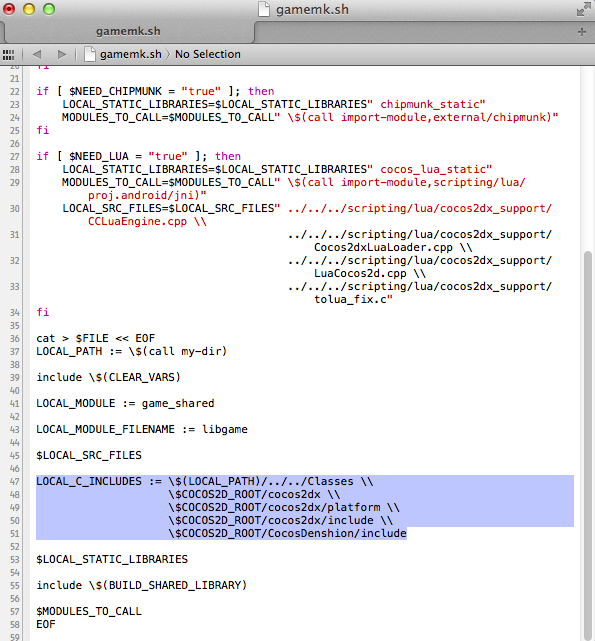 gamemk.sh
gamemk.sh
gamemk.sh 〉 No Selection
20 fi
21
22 if [ $NEED_CHIPMUNK = "true" ]; then
23 LOCAL_STATIC_LIBRARIES=$LOCAL_STATIC_LIBRARIES" chipmunk_static"
24 MODULES_TO_CALL=$MODULES_TO_CALL" \$(call import-module,external/chipmunk)"
25 fi
26
27 if [ $NEED_LUA = "true" ]; then
28 LOCAL_STATIC_LIBRARIES=$LOCAL_STATIC_LIBRARIES" cocos_lua_static"
29 MODULES_TO_CALL=$MODULES_TO_CALL" \$(call import-module,scripting/lua/
proj.android/jni)"
30 LOCAL_SRC_FILES=$LOCAL_SRC_FILES" ../../../scripting/lua/cocos2dx_support/
CCLuaEngine.cpp \\
31 ../../../scripting/lua/cocos2dx_support/
Cocos2dxLuaLoader.cpp \\
32 ../../../scripting/lua/cocos2dx_support/
LuaCocos2d.cpp \\
33 ../../../scripting/lua/cocos2dx_support/
tolua_fix.c"
34 fi
35
36 cat > $FILE << EOF
37 LOCAL_PATH := \$(call my-dir)
38
39 include \$(CLEAR_VARS)
40
41 LOCAL_MODULE := game_shared
42
43 LOCAL_MODULE_FILENAME := libgame
44
45 $LOCAL_SRC_FILES
46
47 LOCAL_C_INCLUDES := \$(LOCAL_PATH)/../../Classes \\
48 \$COCOS2D_ROOT/cocos2dx \\
49 \$COCOS2D_ROOT/cocos2dx/platform \\
50 \$COCOS2D_ROOT/cocos2dx/include \\
51 \$COCOS2D_ROOT/CocosDenshion/include
52
53 $LOCAL_STATIC_LIBRARIES
54
55 include \$(BUILD_SHARED_LIBRARY)
56
57 $MODULES_TO_CALL
58 EOF
59